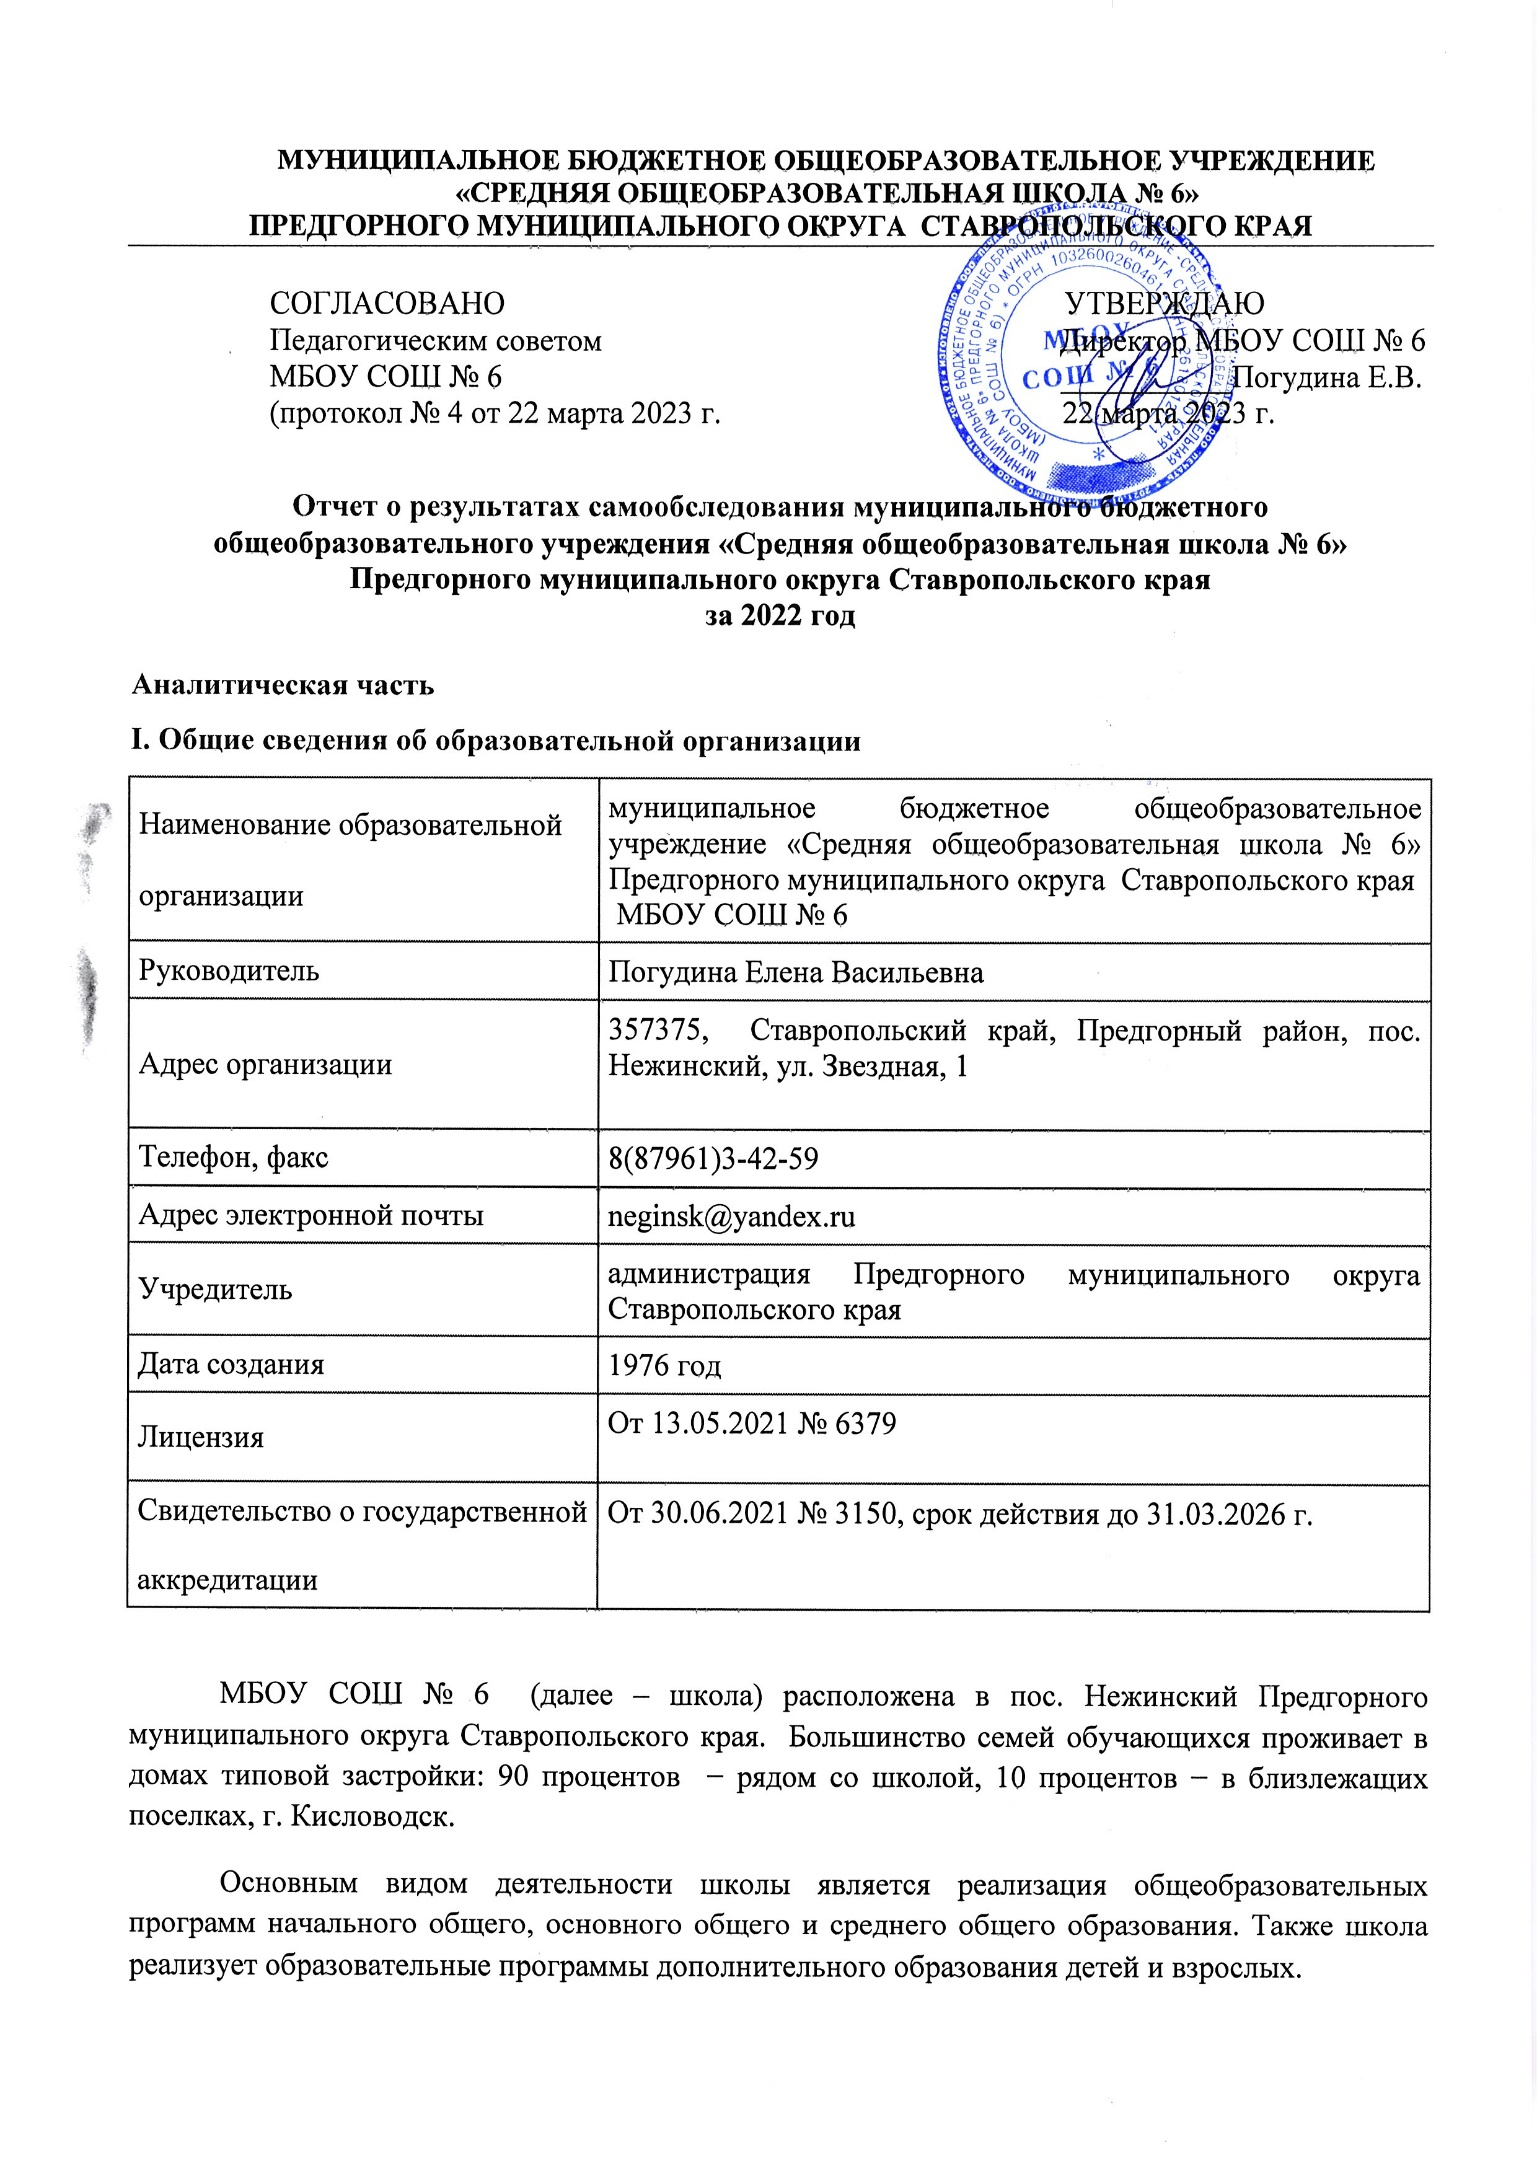 МУНИЦИПАЛЬНОЕ БЮДЖЕТНОЕ ОБЩЕОБРАЗОВАТЕЛЬНОЕ УЧРЕЖДЕНИЕ
«СРЕДНЯЯ ОБЩЕОБРАЗОВАТЕЛЬНАЯ ШКОЛА № 6»
ПРЕДГОРНОГО МУНИЦИПАЛЬНОГО ОКРУГА СТАВРОПОЛЬСКОГО КРАЯ
СОГЛАСОВАНО
Педагогическим советом
МБОУ СОШ № 6
(протокол № 4 от 22 марта 2023 г.
УТВЕРЖДАЮ
Директор МБОУ СОШ № 6
Погудина Е.В.
22 марта 2023 г.
МБОУ
СОШ № 6
Отчет о результатах самообследования муниципального бюджетного
общеобразовательного учреждения «Средняя общеобразовательная школа № 6»
Предгорного муниципального округа Ставропольского края
за 2022 год
Аналитическая часть
I. Общие сведения об образовательной организации
Наименование образовательной
организации
муниципальное бюджетное общеобразовательное
учреждение «Средняя общеобразовательная школа № 6»
Предгорного муниципального округа Ставропольского края
МБОУ СОШ № 6
Руководитель
Погудина Елена Васильевна
Адрес организации
357375, Ставропольский край, Предгорный район, пос.
Нежинский, ул. Звездная, 1
Телефон, факс
8(87961)3-42-59
Адрес электронной почты
neginsk@yandex.ru
Учредитель
администрация Предгорного муниципального округа
Ставропольского края
Дата создания
1976 год
Лицензия
От 13.05.2021 № 6379
Свидетельство о государственной
аккредитации
От 30.06.2021 № 3150, срок действия до 31.03.2026 г.
МБОУ СОШ № 6 (далее – школа) расположена в пос. Нежинский Предгорного
муниципального округа Ставропольского края. Большинство семей обучающихся проживает в
домах типовой застройки: 90 процентов − рядом со школой, 10 процентов − в близлежащих
поселках, г. Кисловодск.
Основным видом деятельности школы является реализация общеобразовательных
программ начального общего, основного общего и среднего общего образования. Также школа
реализует образовательные программы дополнительного образования детей и взрослых.